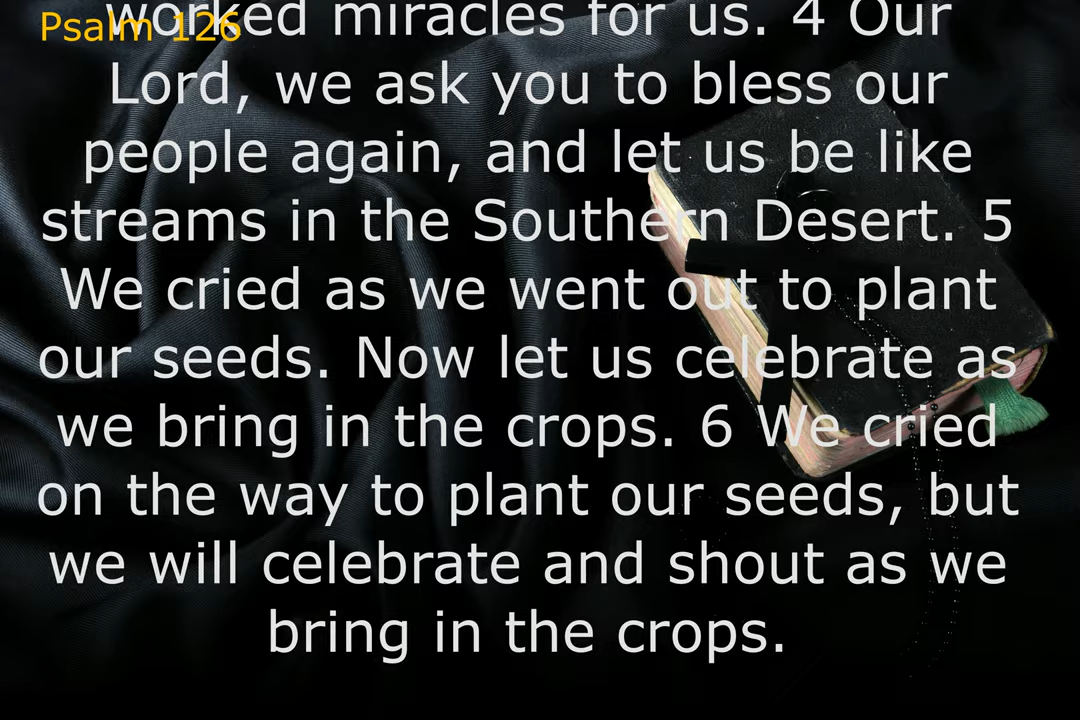 Psalm 126
worked miracles for us. 4 Our
Lord, we ask you to bless our
people again, and let us be like
streams in the Southern Desert. 5
We cried as we went out to plant
our seeds. Now let us celebrate as
we bring in the crops. 6 We cried
on the way to plant our seeds, but
we will celebrate and shout as we
bring in the crops.